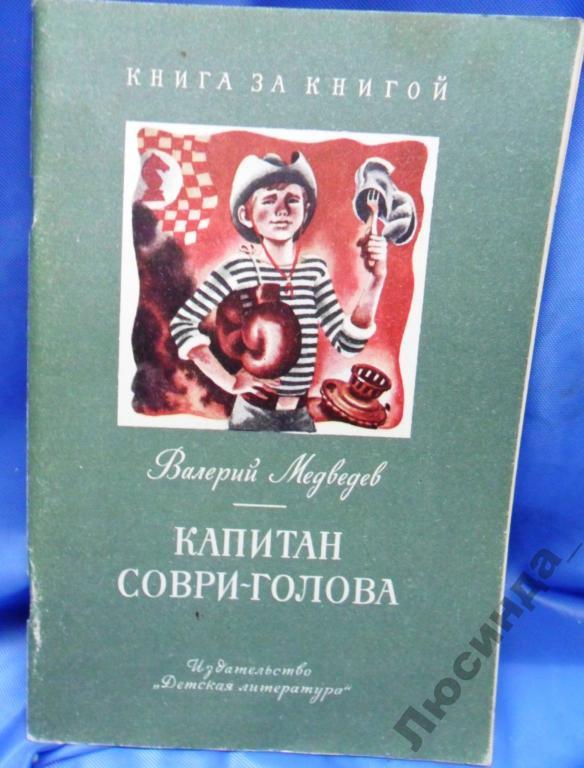 КНИГА ЗА КНИГОЙ
Валерий Медведев
КАПИТАН
СОВРИ-ГОЛОВА
Издательство
„Детская литература“
Люсинда_